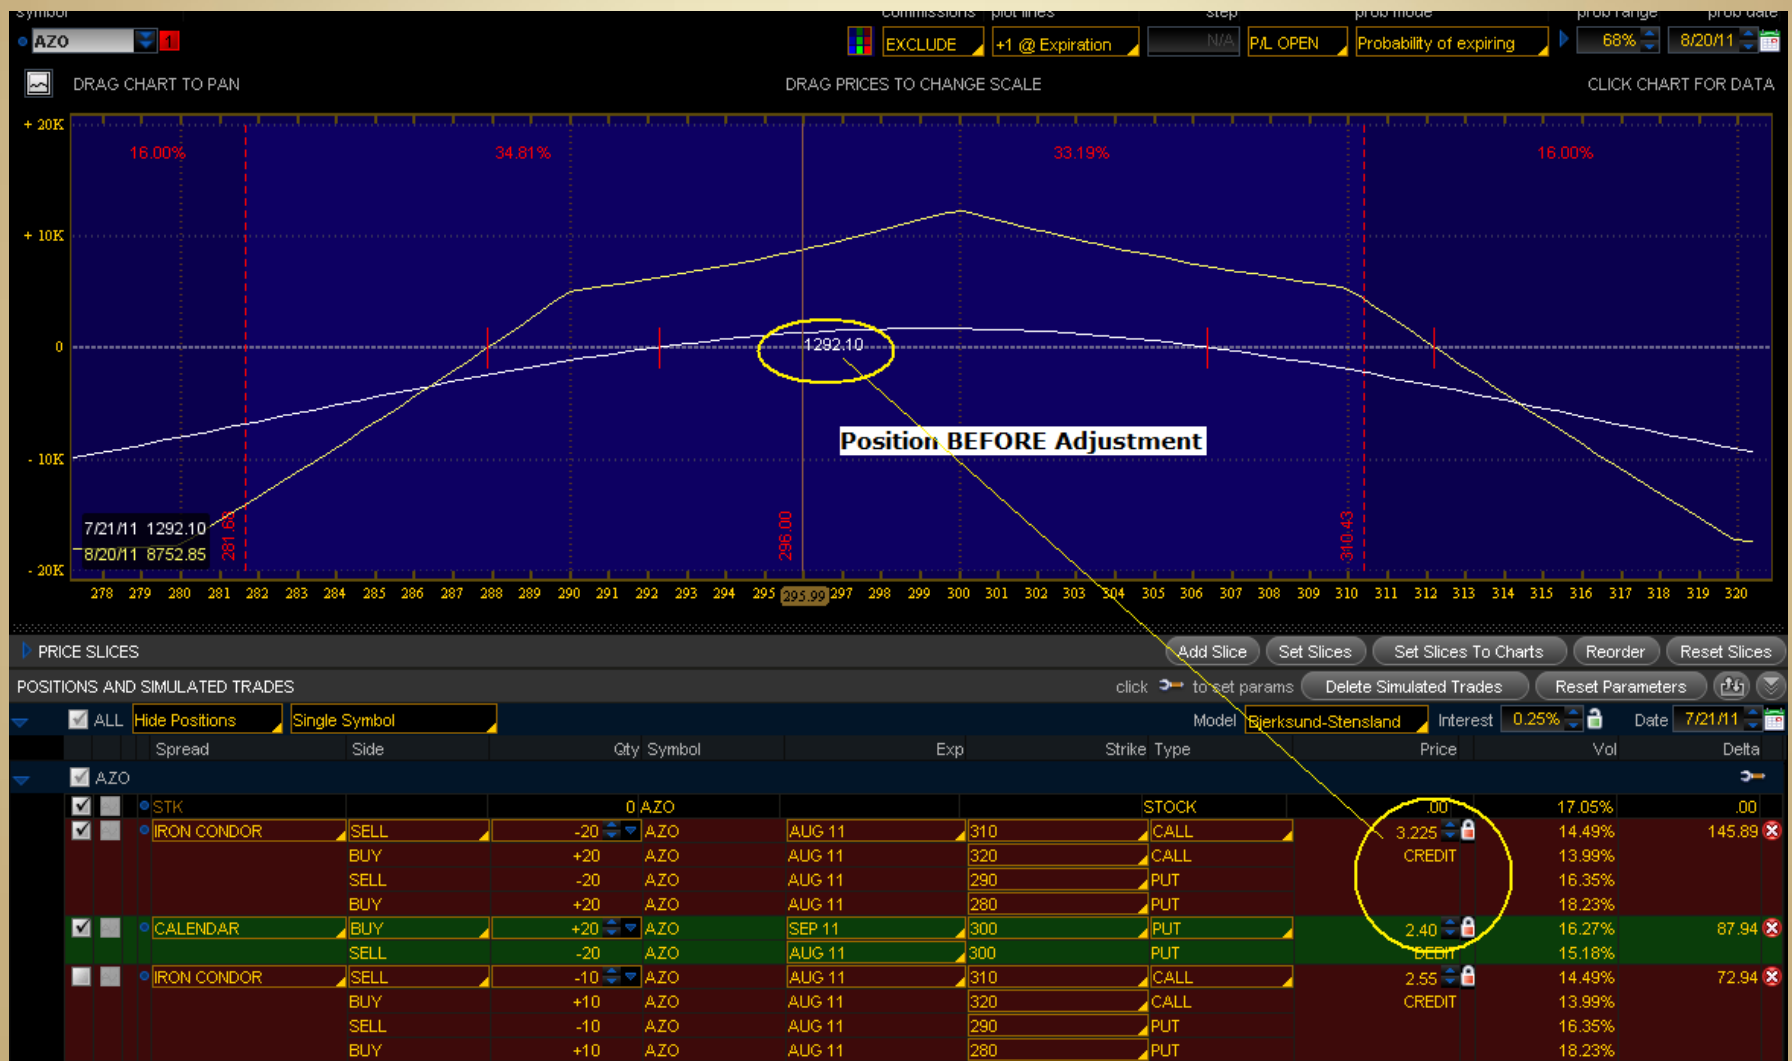 symbol commissions plot lines step prob mode prob range prob date
AZO 1 EXCLUDE +1 @ Expiration N/A P/L OPEN Probability of expiring 68% 8/20/11
DRAG CHART TO PAN DRAG PRICES TO CHANGE SCALE CLICK CHART FOR DATA
+ 20K
16.00% 34.81% 33.19% 16.00%
+ 10K
0
1292.10
Position BEFORE Adjustment
- 10K
7/21/11 1292.10
8/20/11 8752.85
281.68
296.00
310.43
- 20K
278 279 280 281 282 283 284 285 286 287 288 289 290 291 292 293 294 295 295.99 297 298 299 300 301 302 303 304 305 306 307 308 309 310 311 312 313 314 315 316 317 318 319 320
PRICE SLICES Add Slice Set Slices Set Slices To Charts Reorder Reset Slices
POSITIONS AND SIMULATED TRADES click to set params Delete Simulated Trades Reset Parameters
ALL Hide Positions Single Symbol Model Bjerksund-Stensland Interest 0.25% Date 7/21/11
Spread Side Qty Symbol Exp Strike Type Price Vol Delta
AZO
STK 0 AZO STOCK .00 17.05% .00
IRON CONDOR SELL -20 AZO AUG 11 310 CALL 3.225 14.49% 145.89
BUY +20 AZO AUG 11 320 CALL CREDIT 13.99%
SELL -20 AZO AUG 11 290 PUT 16.35%
BUY +20 AZO AUG 11 280 PUT 18.23%
CALENDAR BUY +20 AZO SEP 11 300 PUT 2.40 16.27% 87.94
SELL -20 AZO AUG 11 300 PUT DEBIT 15.18%
IRON CONDOR SELL -10 AZO AUG 11 310 CALL 2.55 14.49% 72.94
BUY +10 AZO AUG 11 320 CALL CREDIT 13.99%
SELL -10 AZO AUG 11 290 PUT 16.35%
BUY +10 AZO AUG 11 280 PUT 18.23%